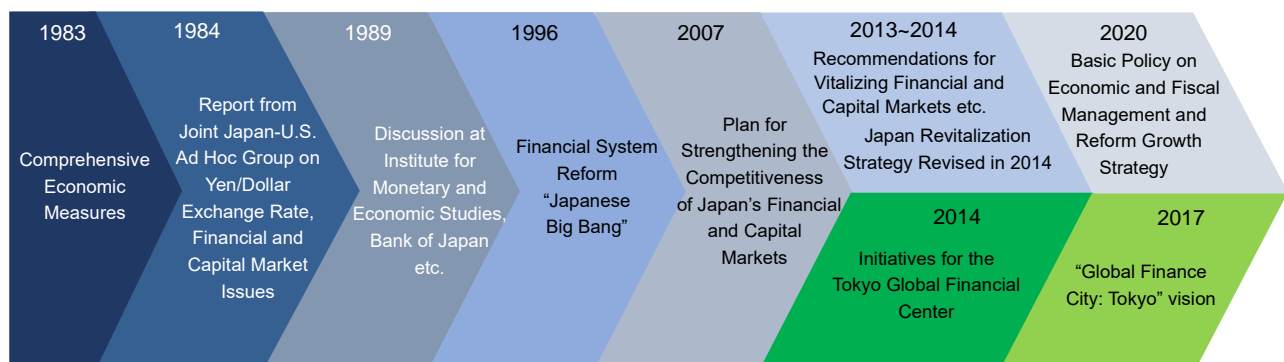 1983
Comprehensive
Economic
Measures
1984
Report from
Joint Japan-U.S.
Ad Hoc Group on
Yen/Dollar
Exchange Rate,
Financial and
Capital Market
Issues
1989
Discussion at
Institute for
Monetary and
Economic Studies,
Bank of Japan
etc.
1996
Financial System
Reform
“Japanese
Big Bang”
2007
Plan for
Strengthening the
Competitiveness
of Japan’s Financial
and Capital
Markets
2013~2014
Recommendations for
Vitalizing Financial and
Capital Markets etc.
Japan Revitalization
Strategy Revised in 2014
2014
Initiatives for the
Tokyo Global Financial
Center
2020
Basic Policy on
Economic and Fiscal
Management and
Reform Growth
Strategy
2017
“Global Finance
City: Tokyo” vision